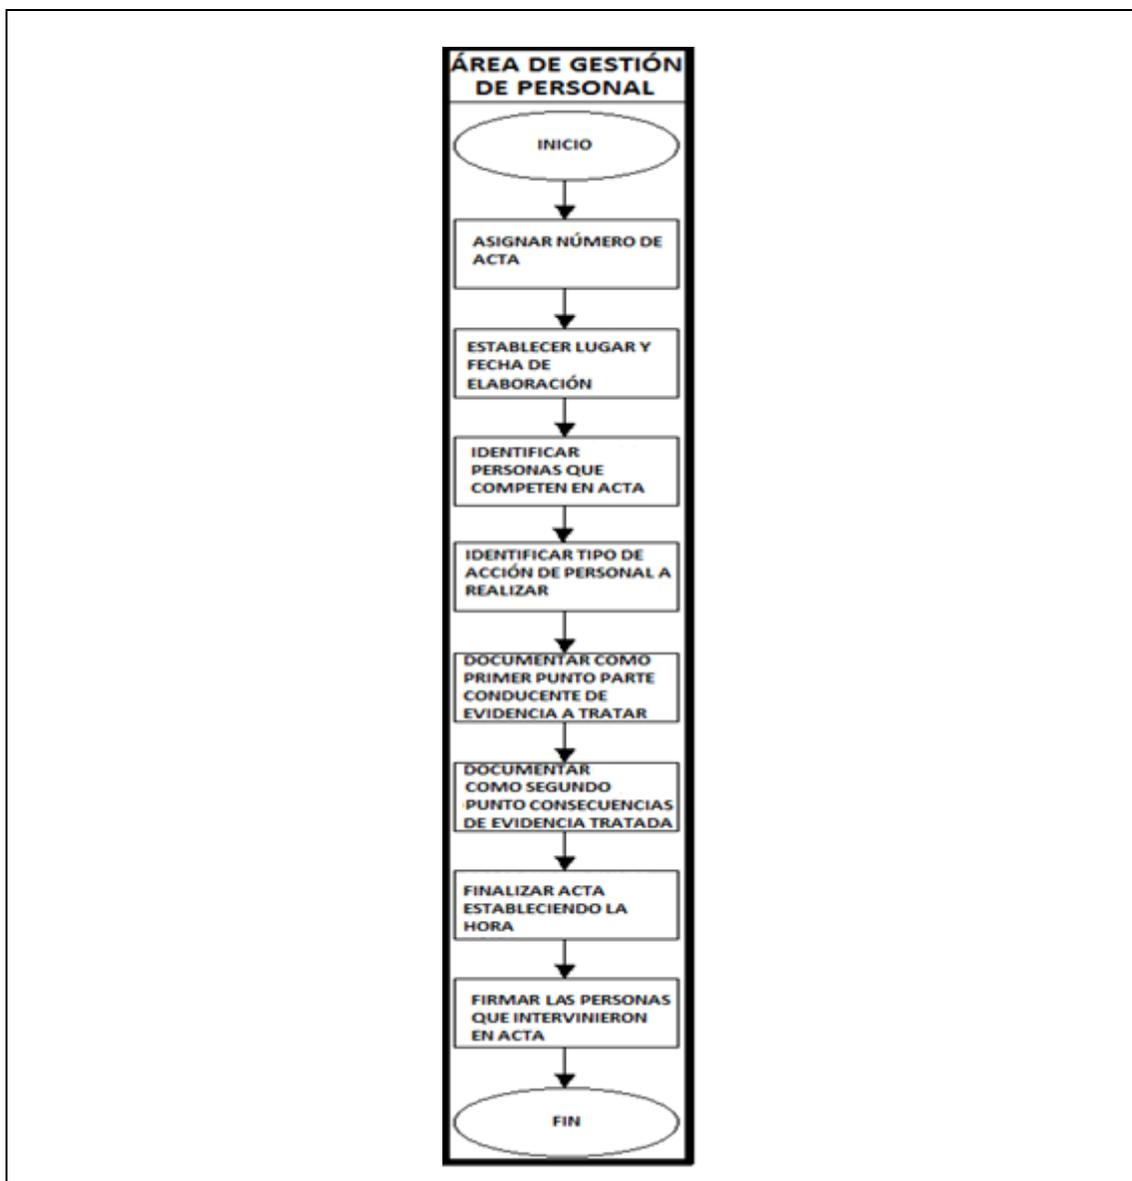 ÁREA DE GESTIÓN
DE PERSONAL
INICIO
ASIGNAR NÚMERO DE
ACTA
ESTABLECER LUGAR Y
FECHA DE
ELABORACIÓN
IDENTIFICAR
PERSONAS QUE
COMPETEN EN ACTA
IDENTIFICAR TIPO DE
ACCIÓN DE PERSONAL A
REALIZAR
DOCUMENTAR COMO
PRIMER PUNTO PARTE
CONDUCENTE DE
EVIDENCIA A TRATAR
DOCUMENTAR
COMO SEGUNDO
PUNTO CONSECUENCIAS
DE EVIDENCIA TRATADA
FINALIZAR ACTA
ESTABLECIENDO LA
HORA
FIRMAR LAS PERSONAS
QUE INTERVINIERON
EN ACTA
FIN